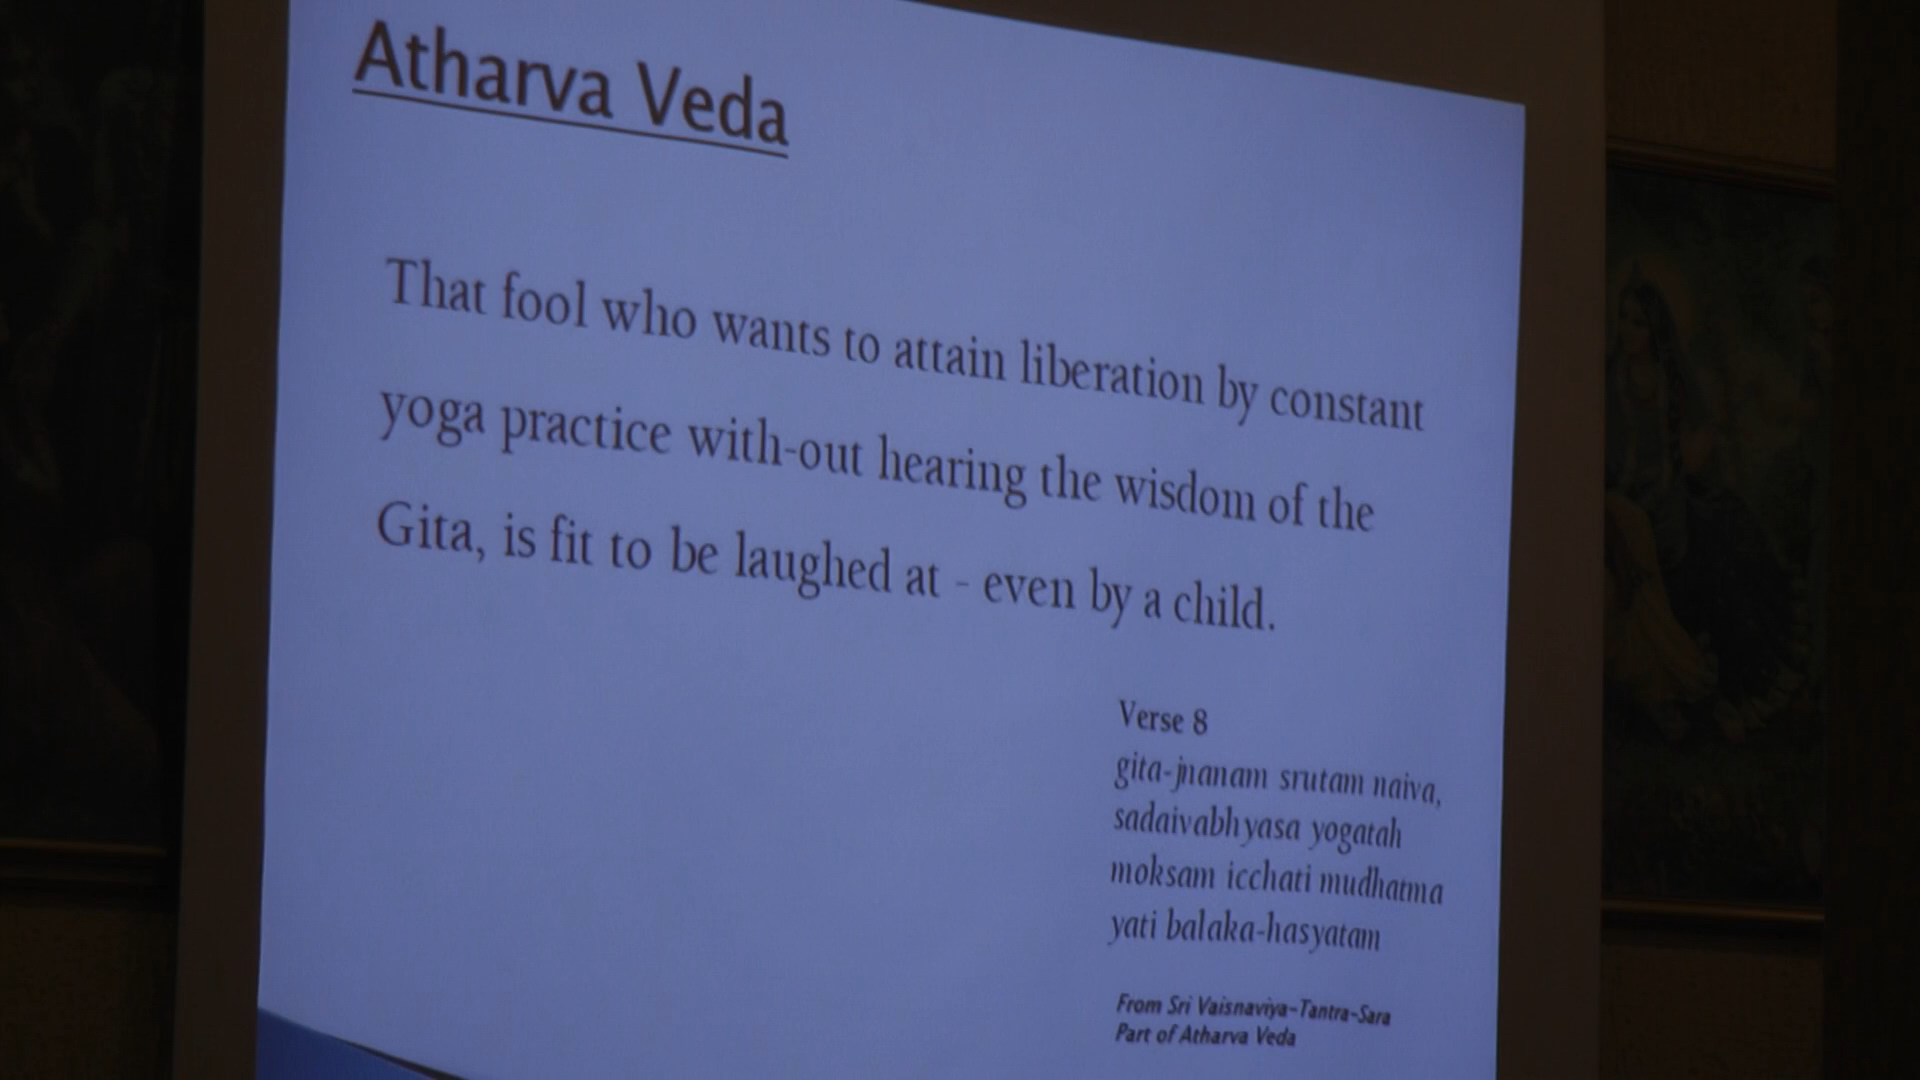 Atharva Veda
That fool who wants to attain liberation by constant
yoga practice with-out hearing the wisdom of the
Gita, is fit to be laughed at - even by a child.
Verse 8
gita-jnanam srutam naiva,
sadaivabhyasa yogatah
moksam icchati mudhatma
yati balaka-hasyatam
From Sri Vaisnaviya-Tantra-Sara
Part of Atharva Veda